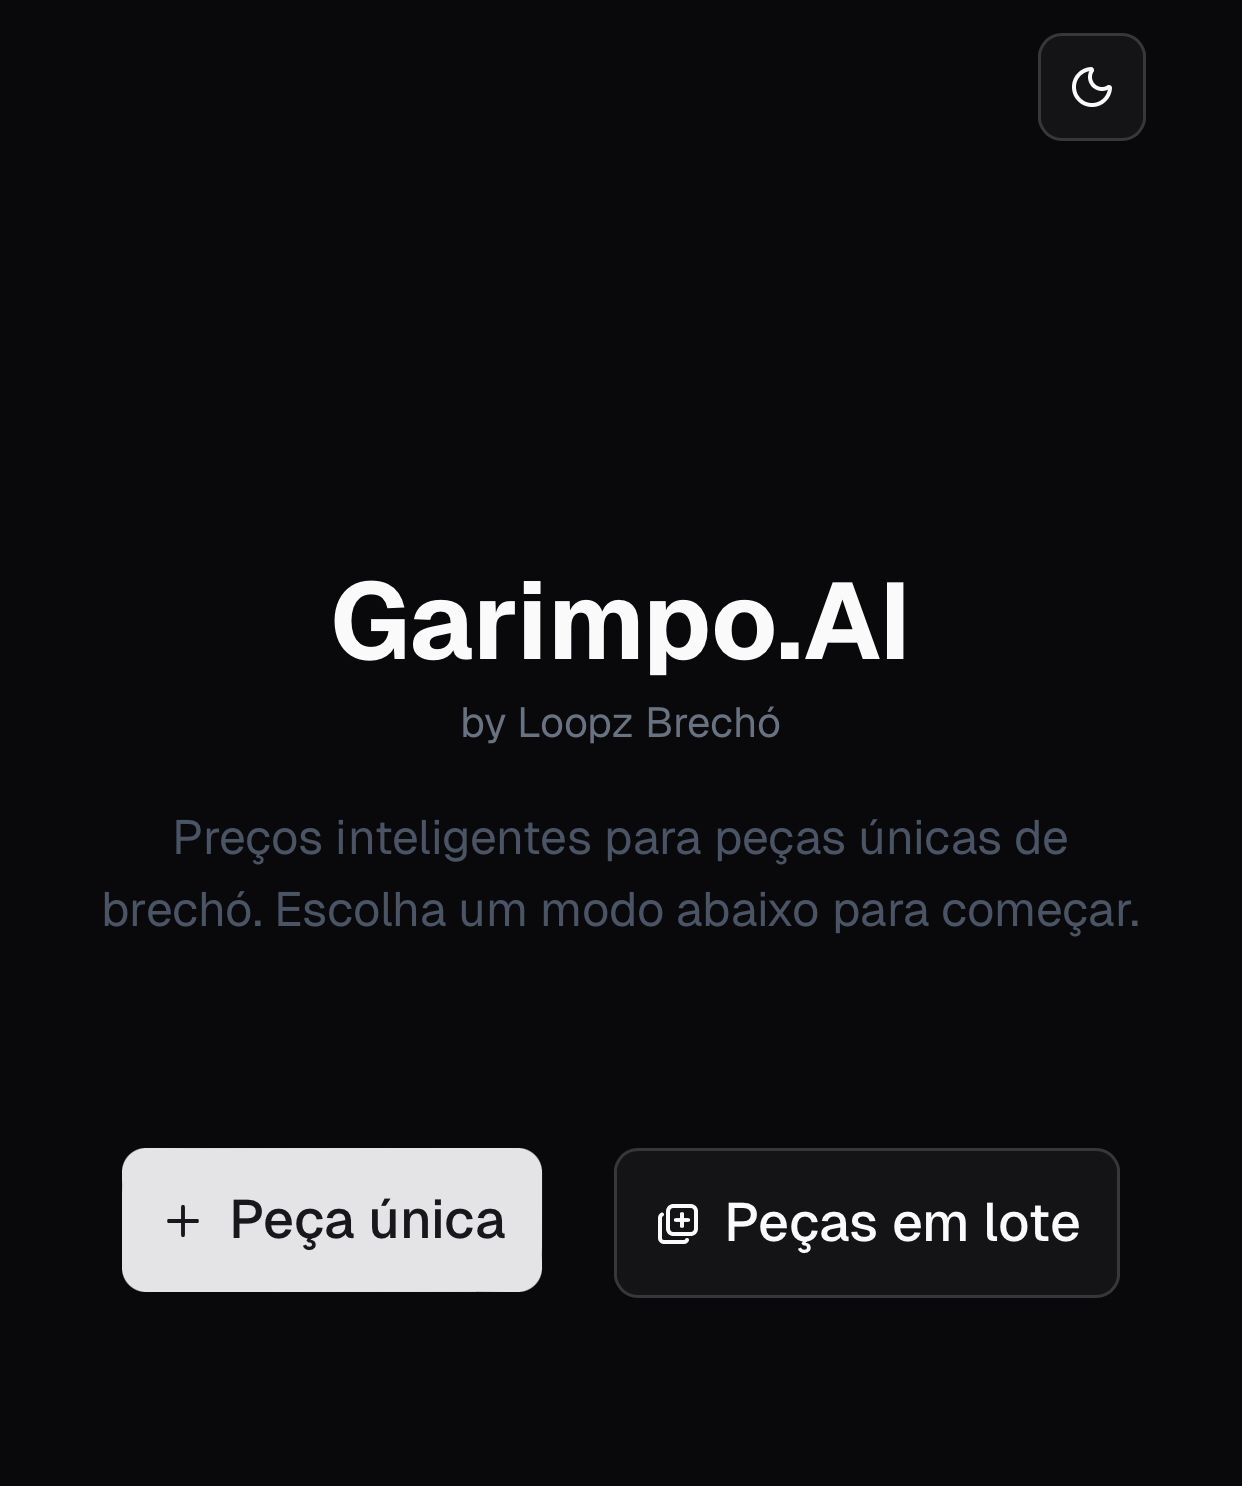 Garimpo.AI
by Loopz Brechó
Preços inteligentes para peças únicas de
brechó. Escolha um modo abaixo para começar.
Peça única
Peças em lote